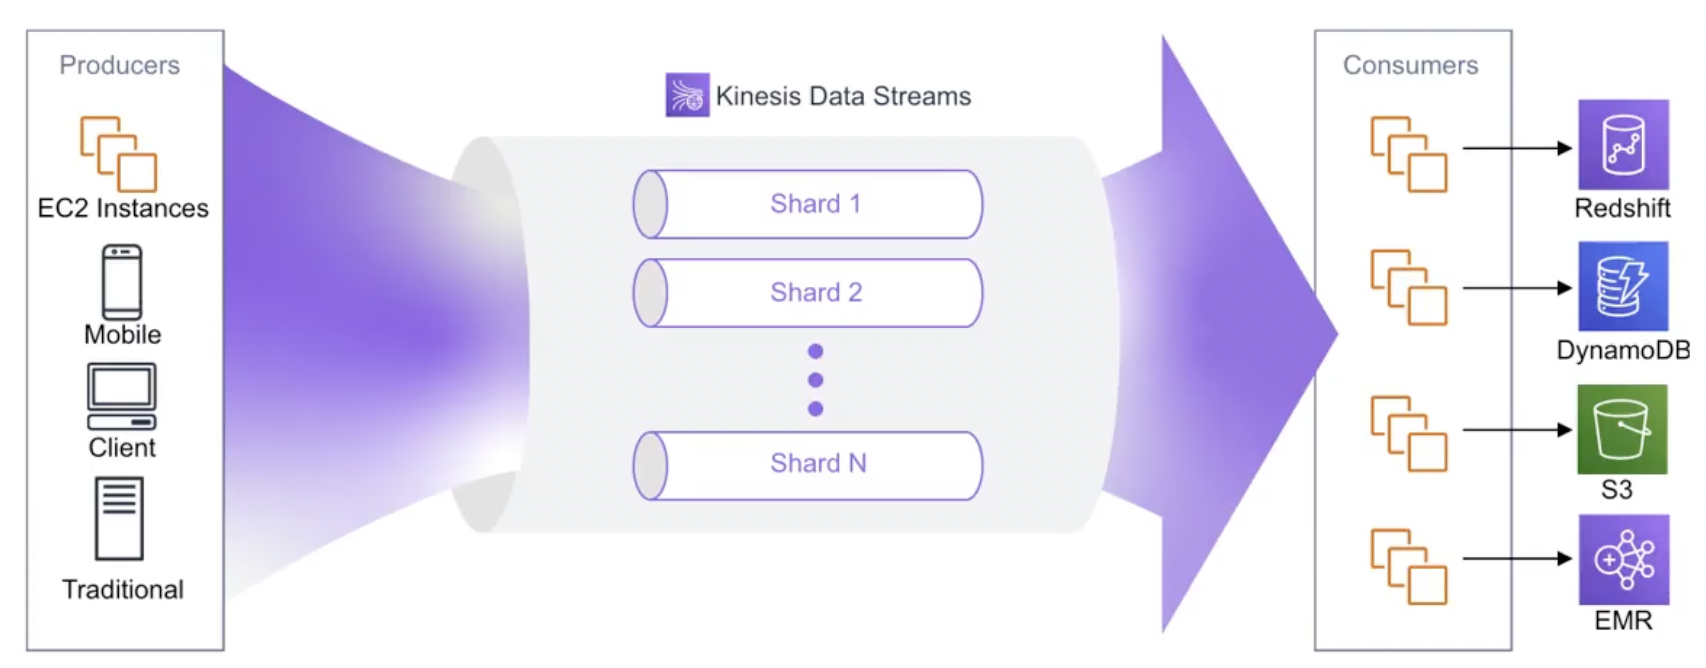 Producers
EC2 Instances
Mobile
Client
Traditional
Kinesis Data Streams
Shard 1
Shard 2
Shard N
Consumers
Redshift
DynamoDB
S3
EMR